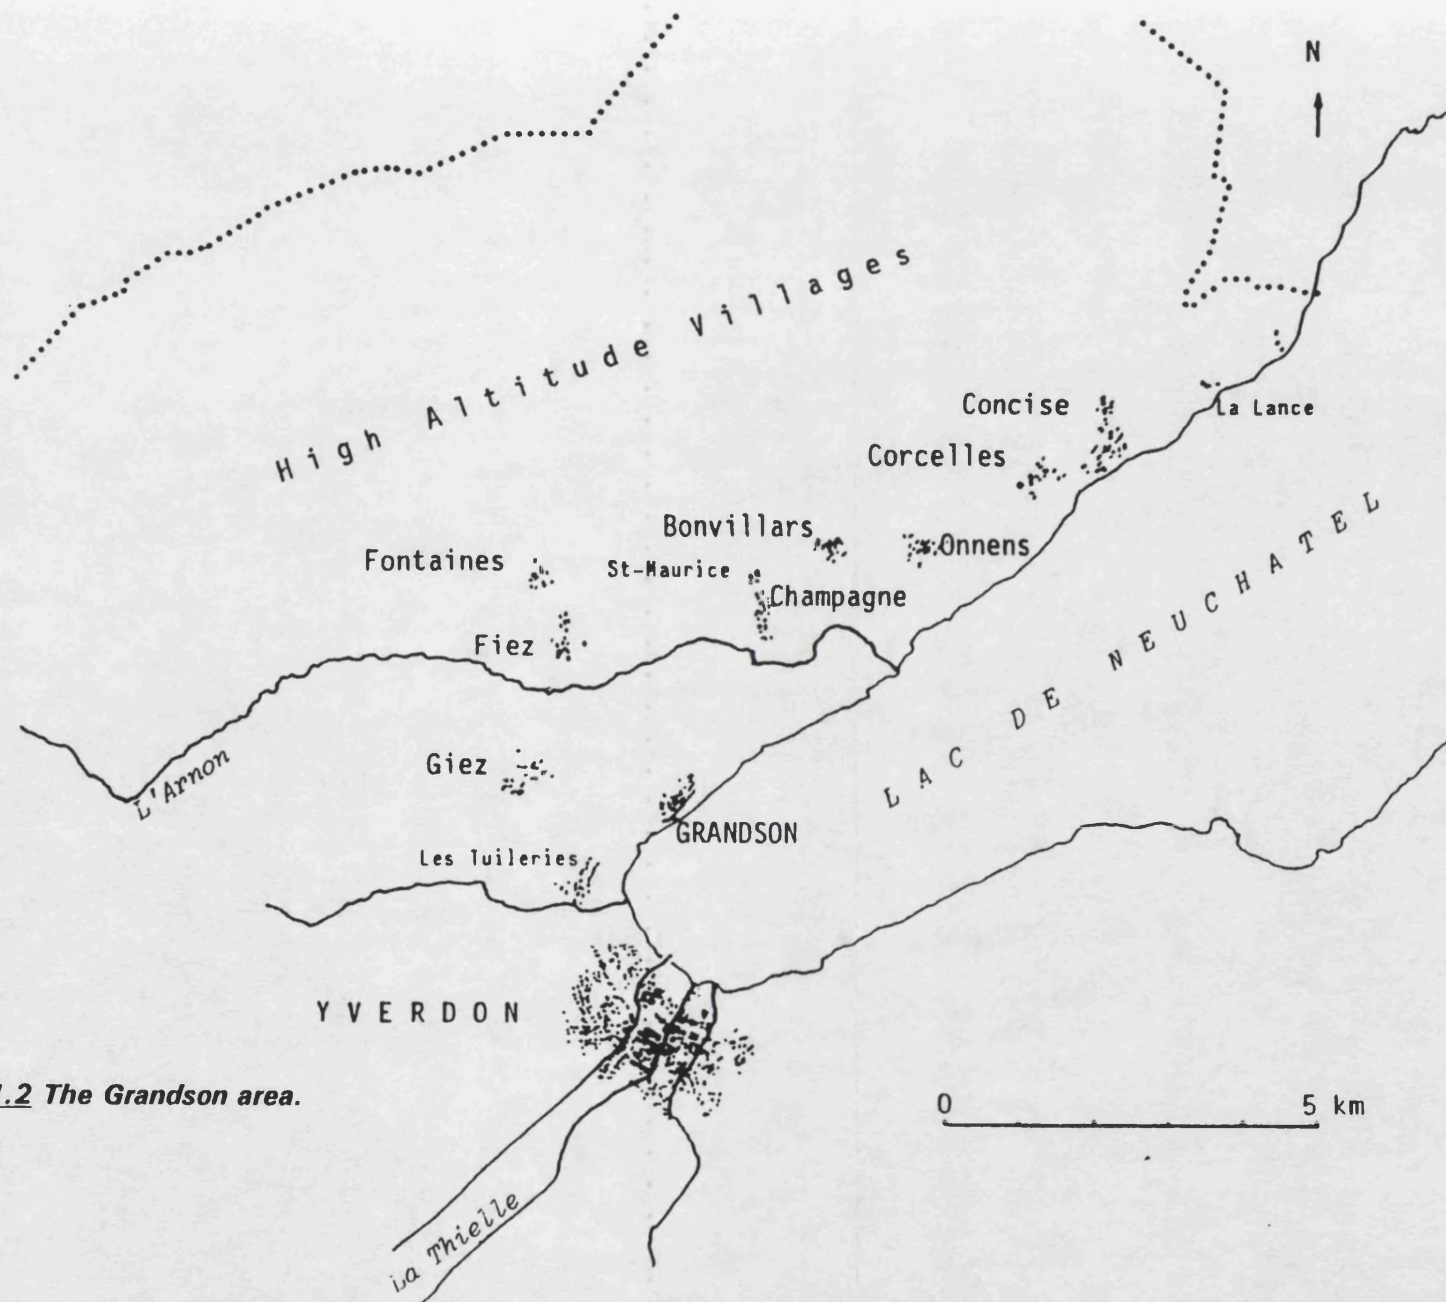 N
High Altitude Villages
Concise
La Lance
Corcelles
Bonvillars
Onnens
Fontaines
St-Maurice
Champagne
Fiez
LAC DE NEUCHATEL
L'Arnon
Giez
GRANDSON
Les Tuileries
YVERDON
.2 The Grandson area.
0 5 km
La Thielle